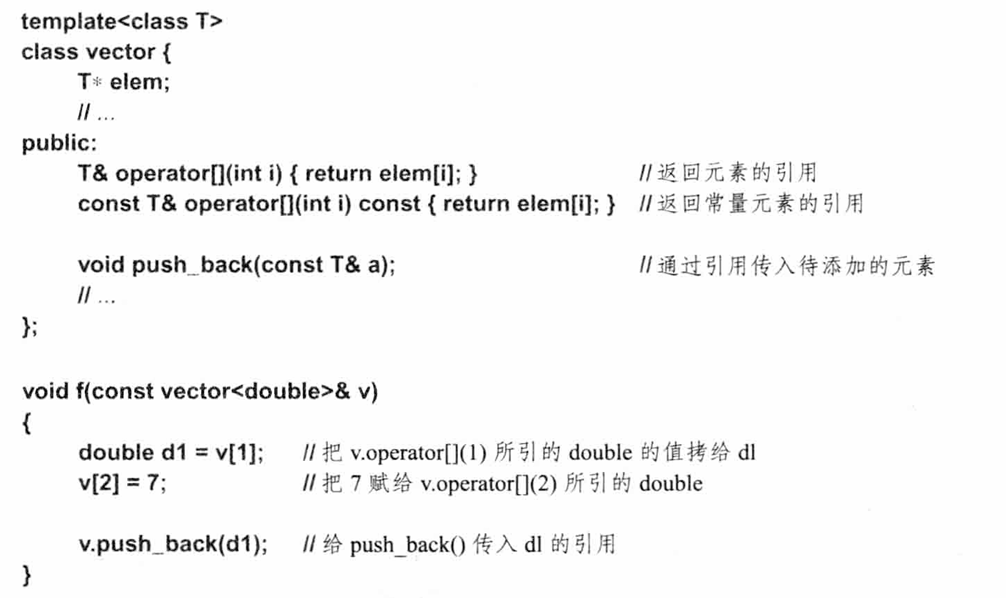 template<class T>
class vector {
T* elem;
// ...
public:
T& operator[](int i) { return elem[i]; } // 返回元素的引用
const T& operator[](int i) const { return elem[i]; } // 返回常量元素的引用
void push_back(const T& a); // 通过引用传入待添加的元素
// ...
};
void f(const vector<double>& v)
{
double d1 = v[1]; // 把 v.operator[](1) 所引的 double 的值拷给 dl
v[2] = 7; // 把 7 赋给 v.operator[](2) 所引的 double
v.push_back(d1); // 给 push_back() 传入 dl 的引用
}